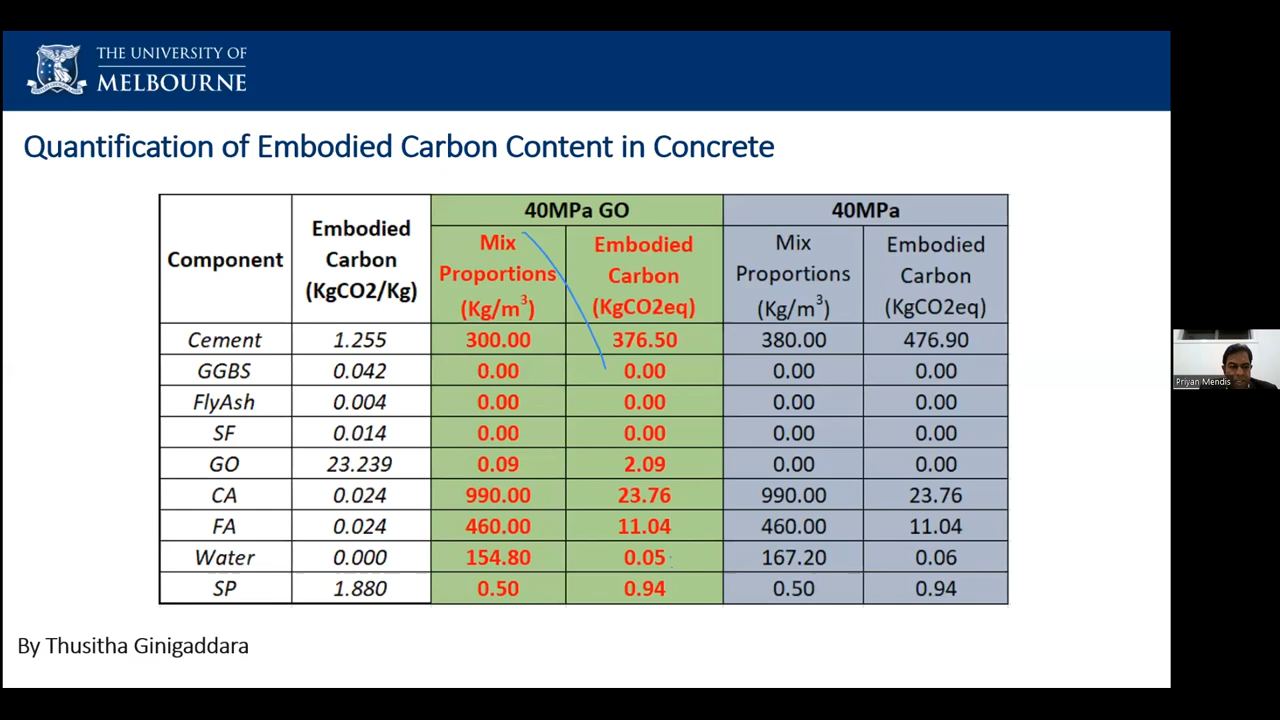 THE UNIVERSITY OF
MELBOURNE
Quantification of Embodied Carbon Content in Concrete
Component
Embodied
Carbon
(KgCO2/Kg)
40MPa GO
40MPa
Mix
Proportions
(Kg/m³)
Embodied
Carbon
(KgCO2eq)
Mix
Proportions
(Kg/m³)
Embodied
Carbon
(KgCO2eq)
Cement 1.255 300.00 376.50 380.00 476.90
GGBS 0.042 0.00 0.00 0.00 0.00
FlyAsh 0.004 0.00 0.00 0.00 0.00
SF 0.014 0.00 0.00 0.00 0.00
GO 23.239 0.09 2.09 0.00 0.00
CA 0.024 990.00 23.76 990.00 23.76
FA 0.024 460.00 11.04 460.00 11.04
Water 0.000 154.80 0.05 167.20 0.06
SP 1.880 0.50 0.94 0.50 0.94
By Thusitha Ginigaddara
Priyan Mendis